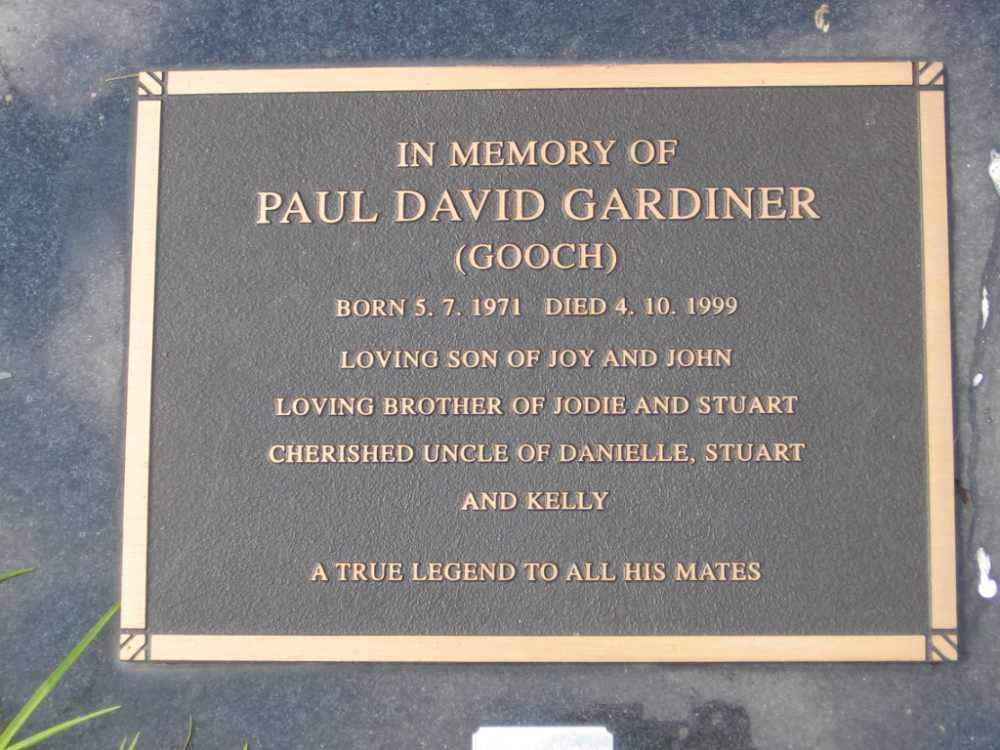 IN MEMORY OF
PAUL DAVID GARDINER
(GOOCH)
BORN 5. 7. 1971 DIED 4. 10. 1999
LOVING SON OF JOY AND JOHN
LOVING BROTHER OF JODIE AND STUART
CHERISHED UNCLE OF DANIELLE, STUART
AND KELLY
A TRUE LEGEND TO ALL HIS MATES